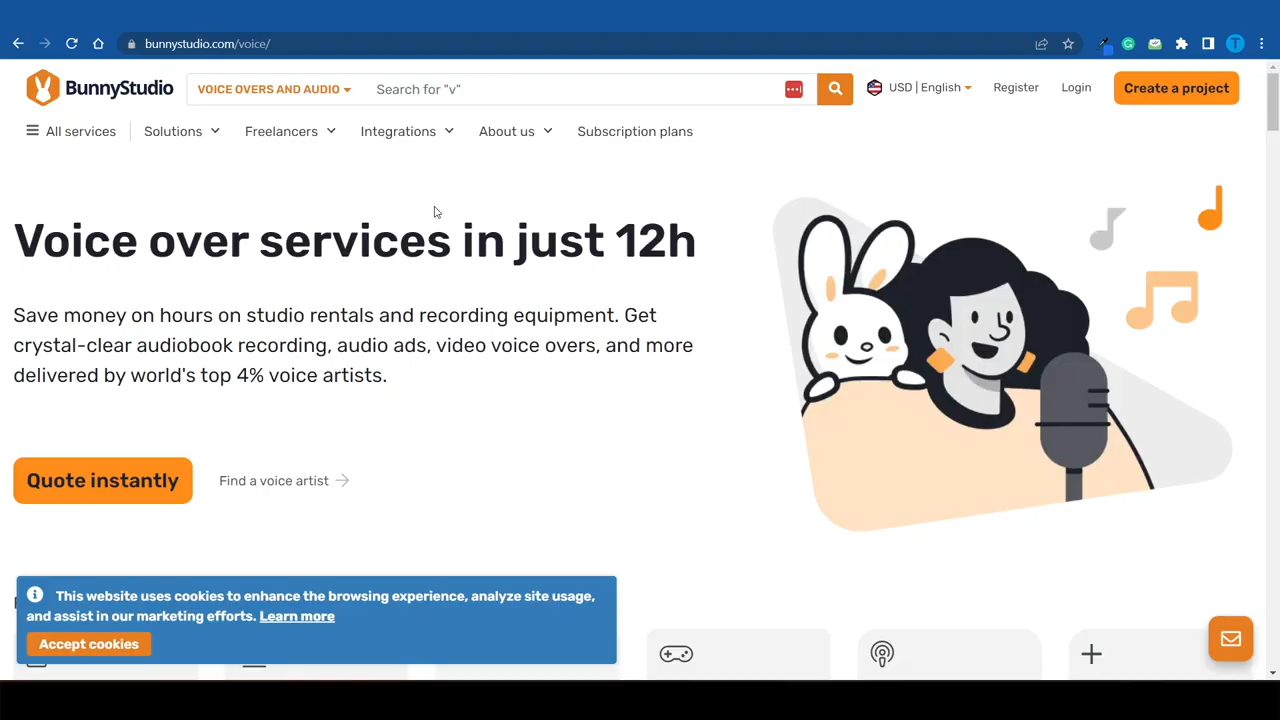 bunnystudio.com/voice/
T
BunnyStudio
VOICE OVERS AND AUDIO
Search for "v"
USD | English
Register
Login
Create a project
All services
Solutions
Freelancers
Integrations
About us
Subscription plans
Voice over services in just 12h
Save money on hours on studio rentals and recording equipment. Get
crystal-clear audiobook recording, audio ads, video voice overs, and more
delivered by world's top 4% voice artists.
Quote instantly
Find a voice artist
This website uses cookies to enhance the browsing experience, analyze site usage,
and assist in our marketing efforts. Learn more
Accept cookies